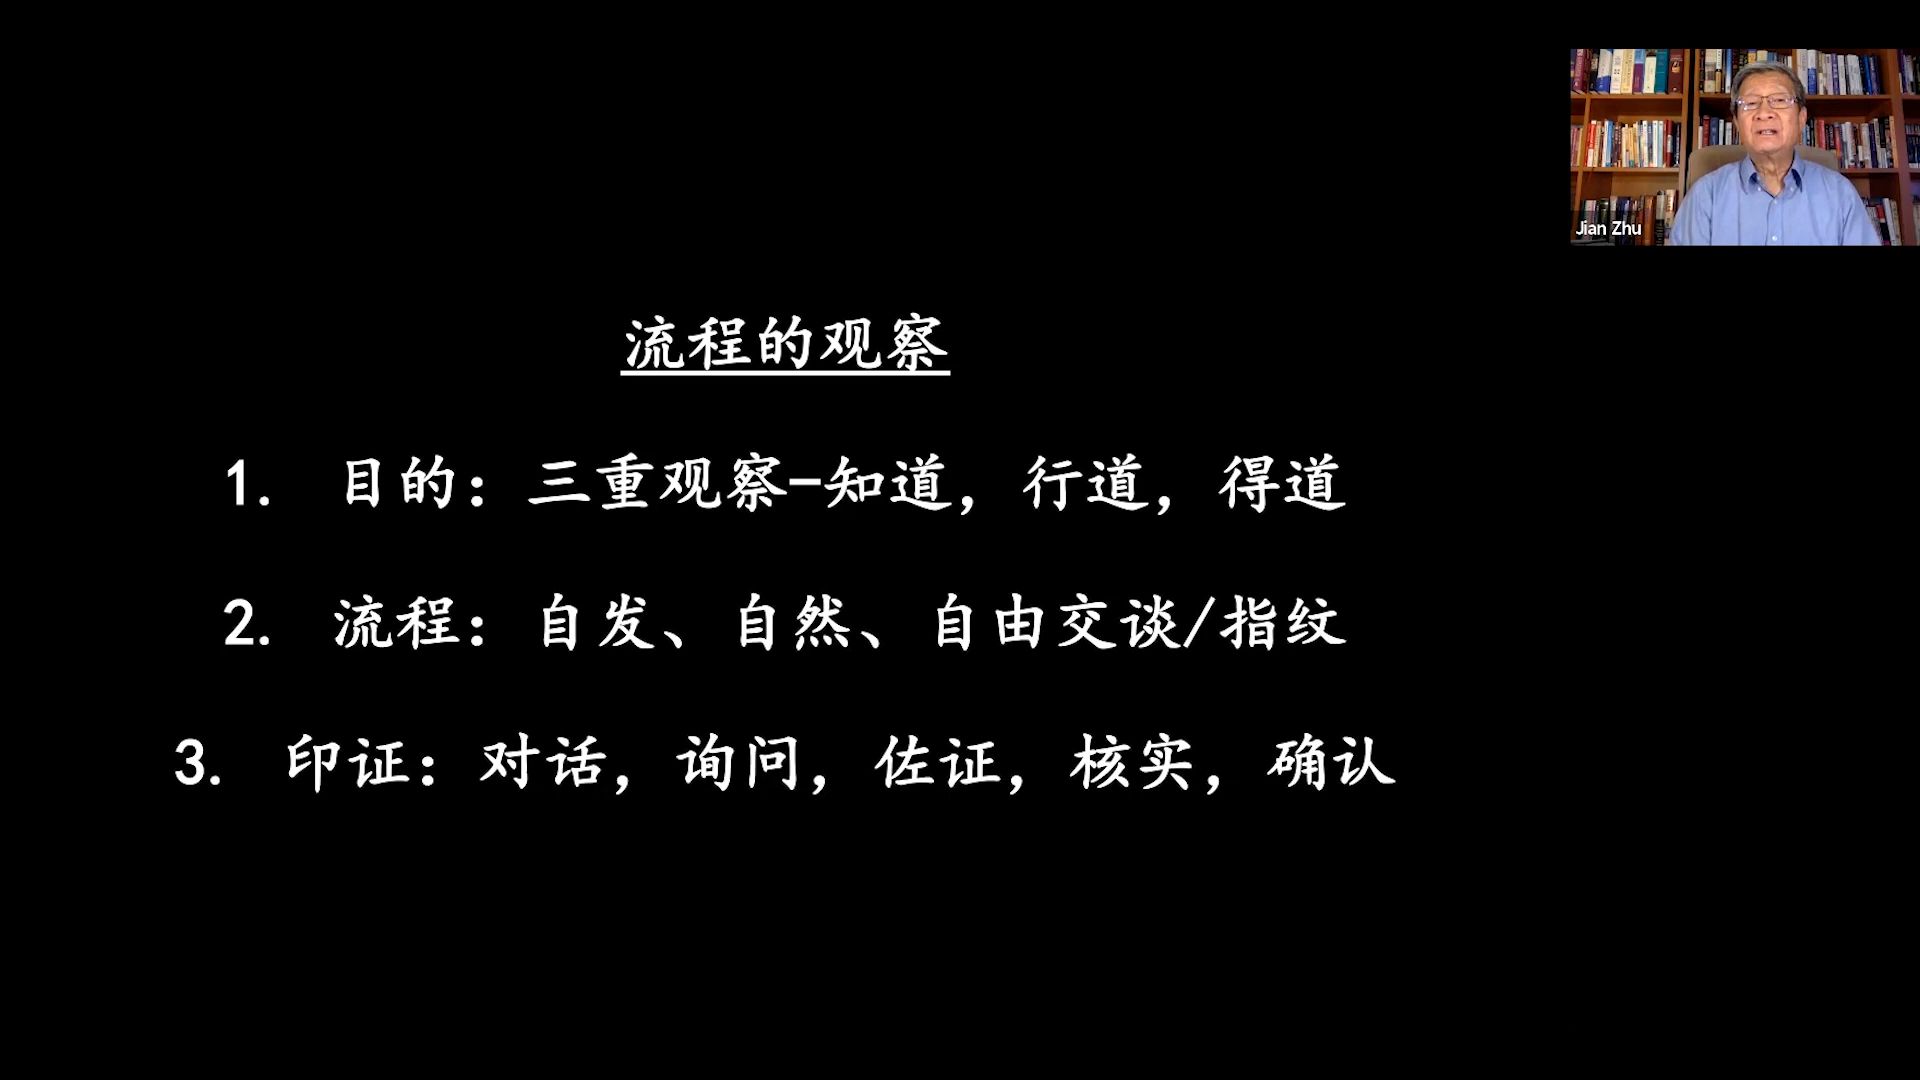 Jian Zhu
流程的观察
1. 目的：三重观察-知道，行道，得道
2. 流程：自发、自然、自由交谈/指纹
3. 印证：对话，询问，佐证，核实，确认